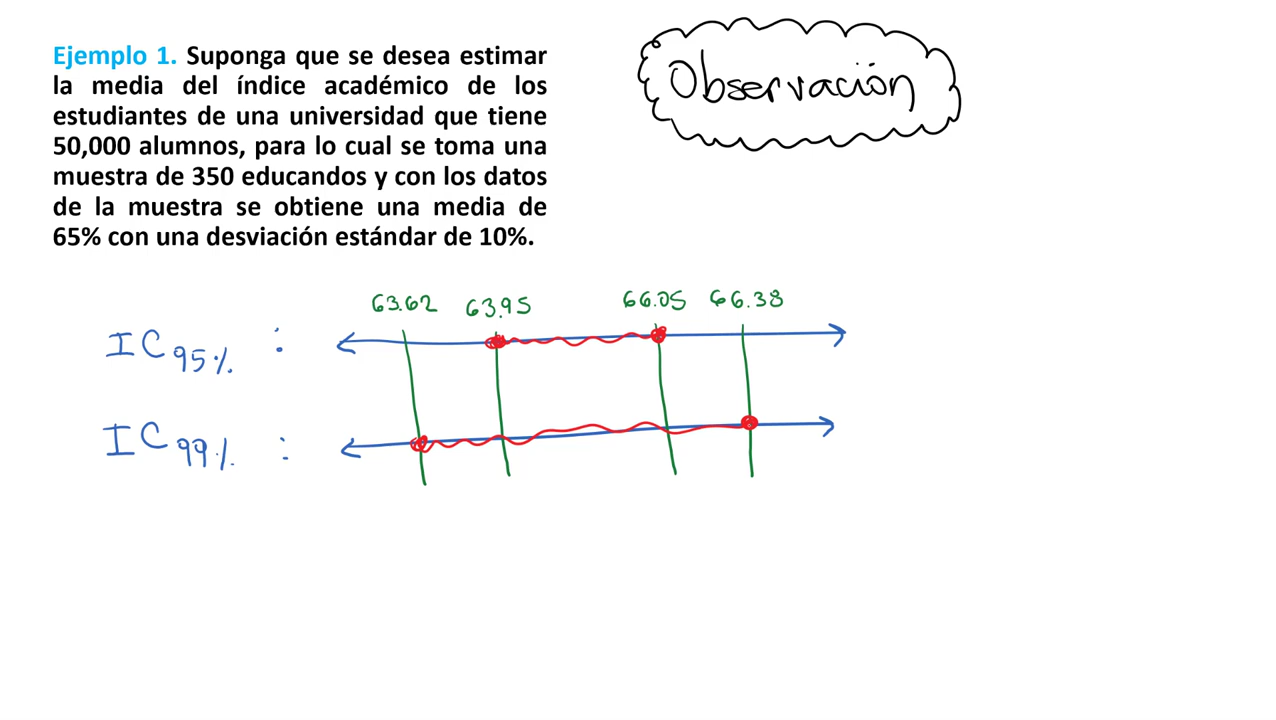 Ejemplo 1. Suponga que se desea estimar
la media del índice académico de los
estudiantes de una universidad que tiene
50,000 alumnos, para lo cual se toma una
muestra de 350 educandos y con los datos
de la muestra se obtiene una media de
65% con una desviación estándar de 10%.
Observación
63.62 63.95 66.05 66.38
IC95% :
IC99% :